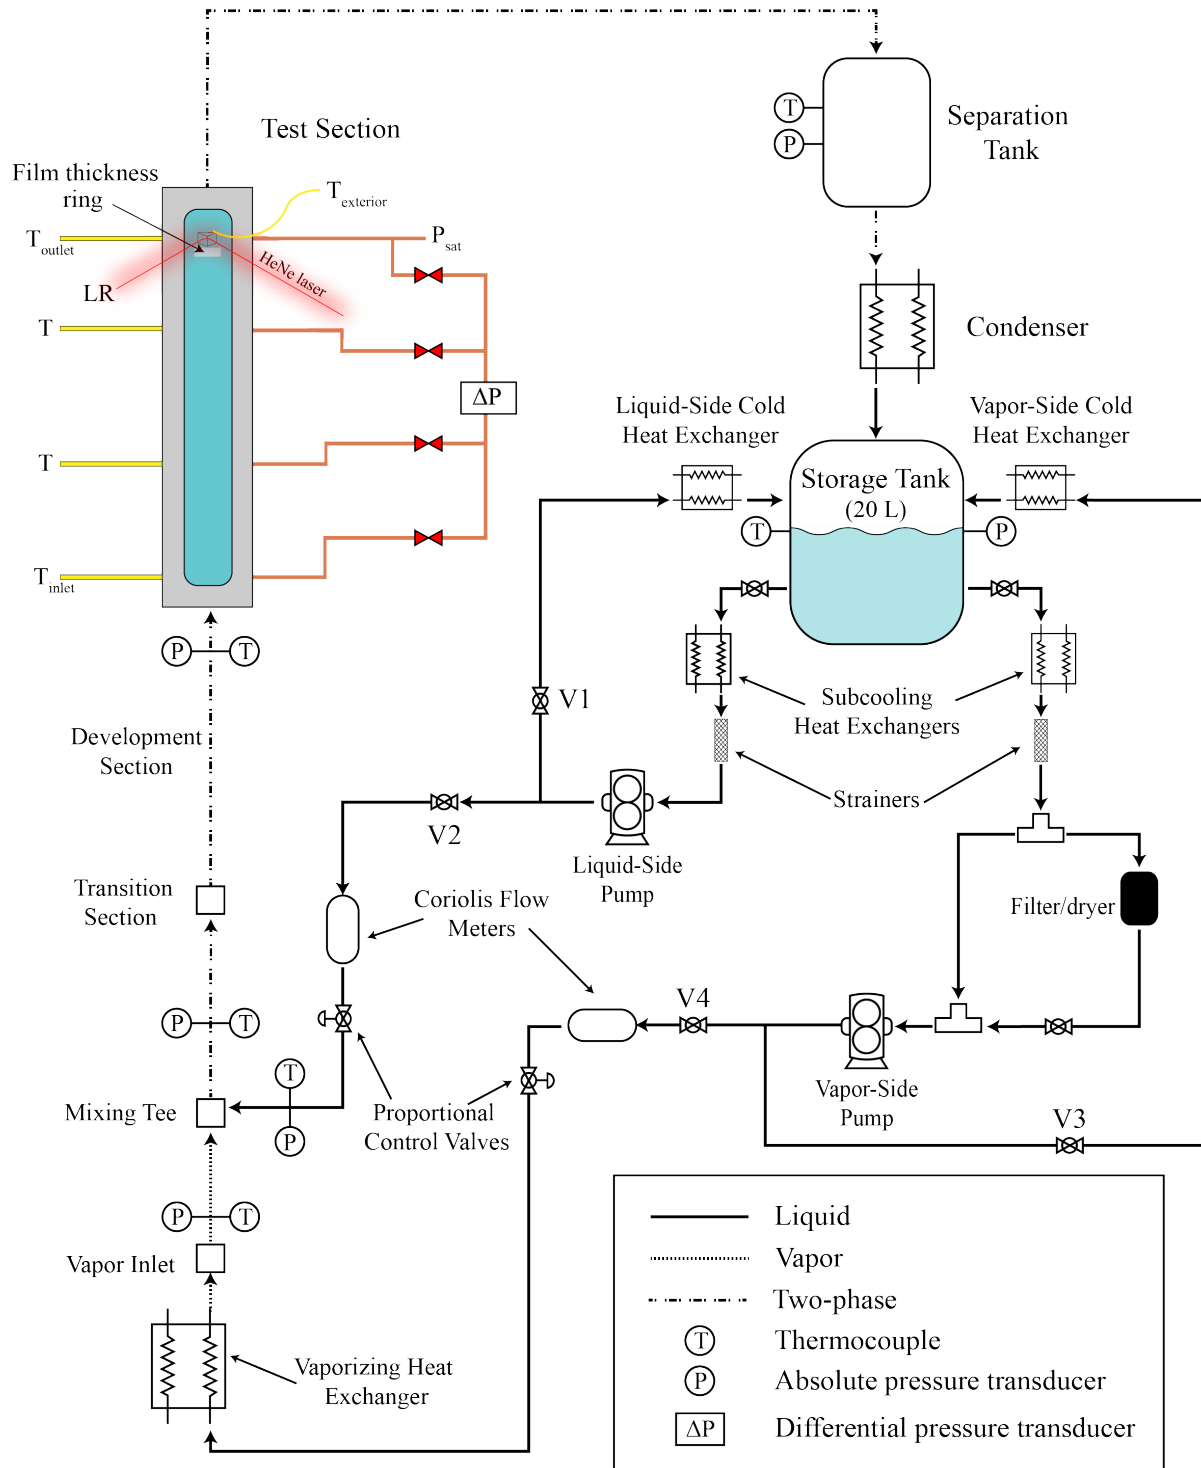 Test Section
Film thickness
ring
T exterior
T outlet
P sat
LR
HeNe laser
T
ΔP
T
T inlet
P
T
Development
Section
Transition
Section
P
T
Mixing Tee
T
P
P
T
Vapor Inlet
Vaporizing Heat
Exchanger
Separation
Tank
T
P
Condenser
Liquid-Side Cold
Heat Exchanger
Vapor-Side Cold
Heat Exchanger
Storage Tank
(20 L)
T
P
V1
Subcooling
Heat Exchangers
Strainers
V2
Liquid-Side
Pump
Coriolis Flow
Meters
Filter/dryer
V4
Vapor-Side
Pump
Proportional
Control Valves
V3
Liquid
Vapor
Two-phase
T
Thermocouple
P
Absolute pressure transducer
ΔP
Differential pressure transducer